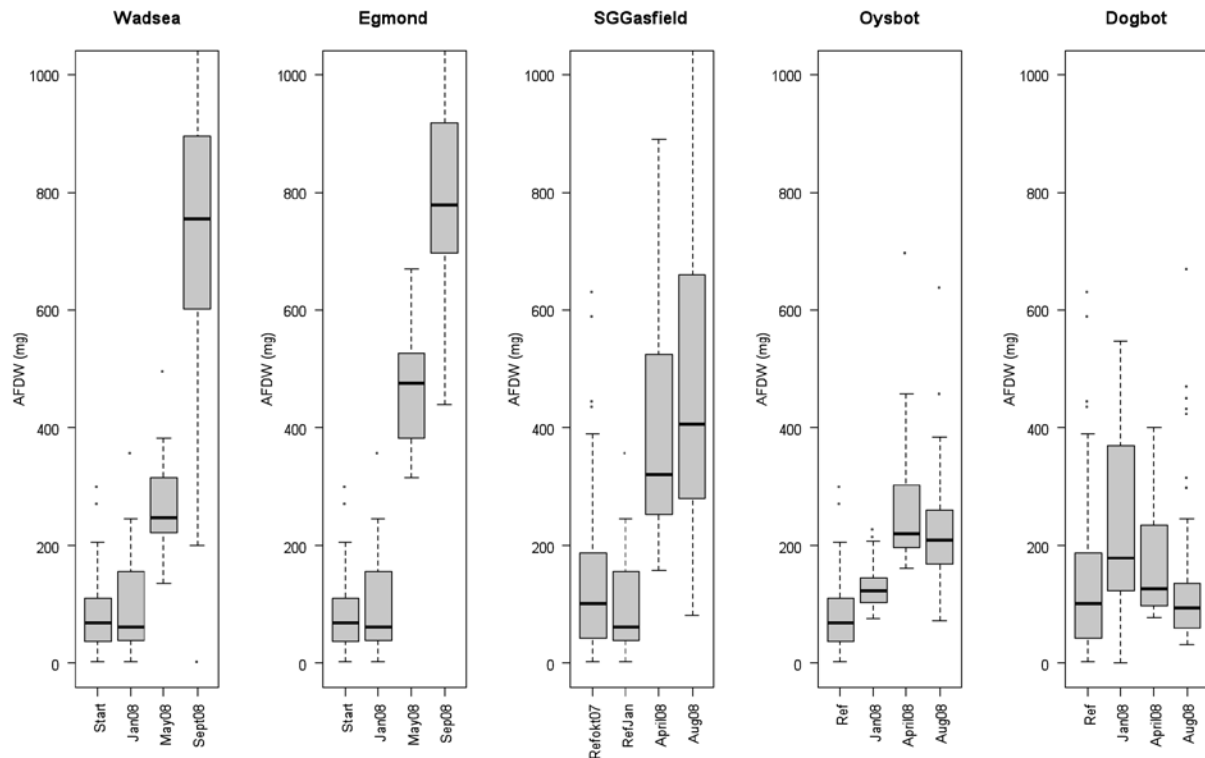 Wadsea
Egmond
SGGasfield
Oysbot
Dogbot
AFDW (mg)
1000
800
600
400
200
0
Start
Jan08
May08
Sept08
AFDW (mg)
1000
800
600
400
200
0
Start
Jan08
May08
Sep08
AFDW (mg)
1000
800
600
400
200
0
Refokt07
RefJan
April08
Aug08
AFDW (mg)
1000
800
600
400
200
0
Ref
Jan08
April08
Aug08
AFDW (mg)
1000
800
600
400
200
0
Ref
Jan08
April08
Aug08